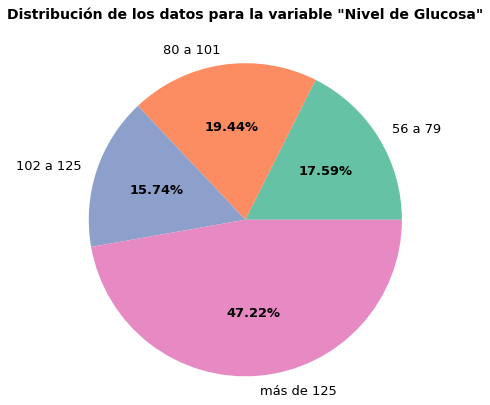 Distribución de los datos para la variable "Nivel de Glucosa"
80 a 101
56 a 79
19.44%
102 a 125
17.59%
15.74%
47.22%
más de 125